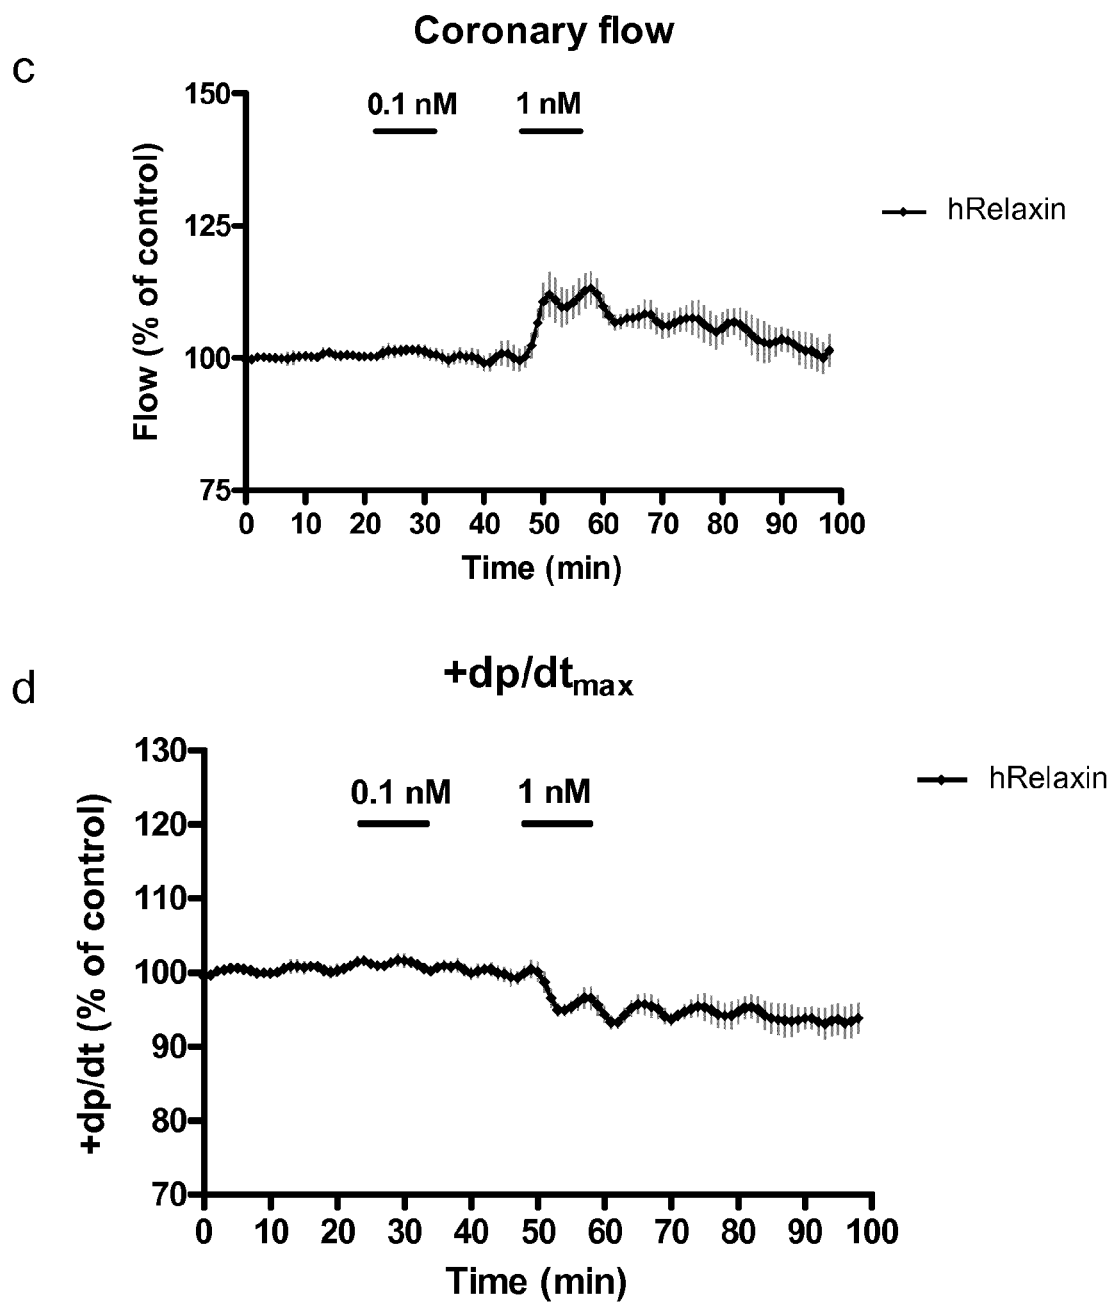 Coronary flow
c
150
0.1 nM
1 nM
125
hRelaxin
Flow (% of control)
100
75
0 10 20 30 40 50 60 70 80 90 100
Time (min)
+dp/dtmax
d
130
0.1 nM
1 nM
hRelaxin
120
110
+dp/dt (% of control)
100
90
80
70
0 10 20 30 40 50 60 70 80 90 100
Time (min)